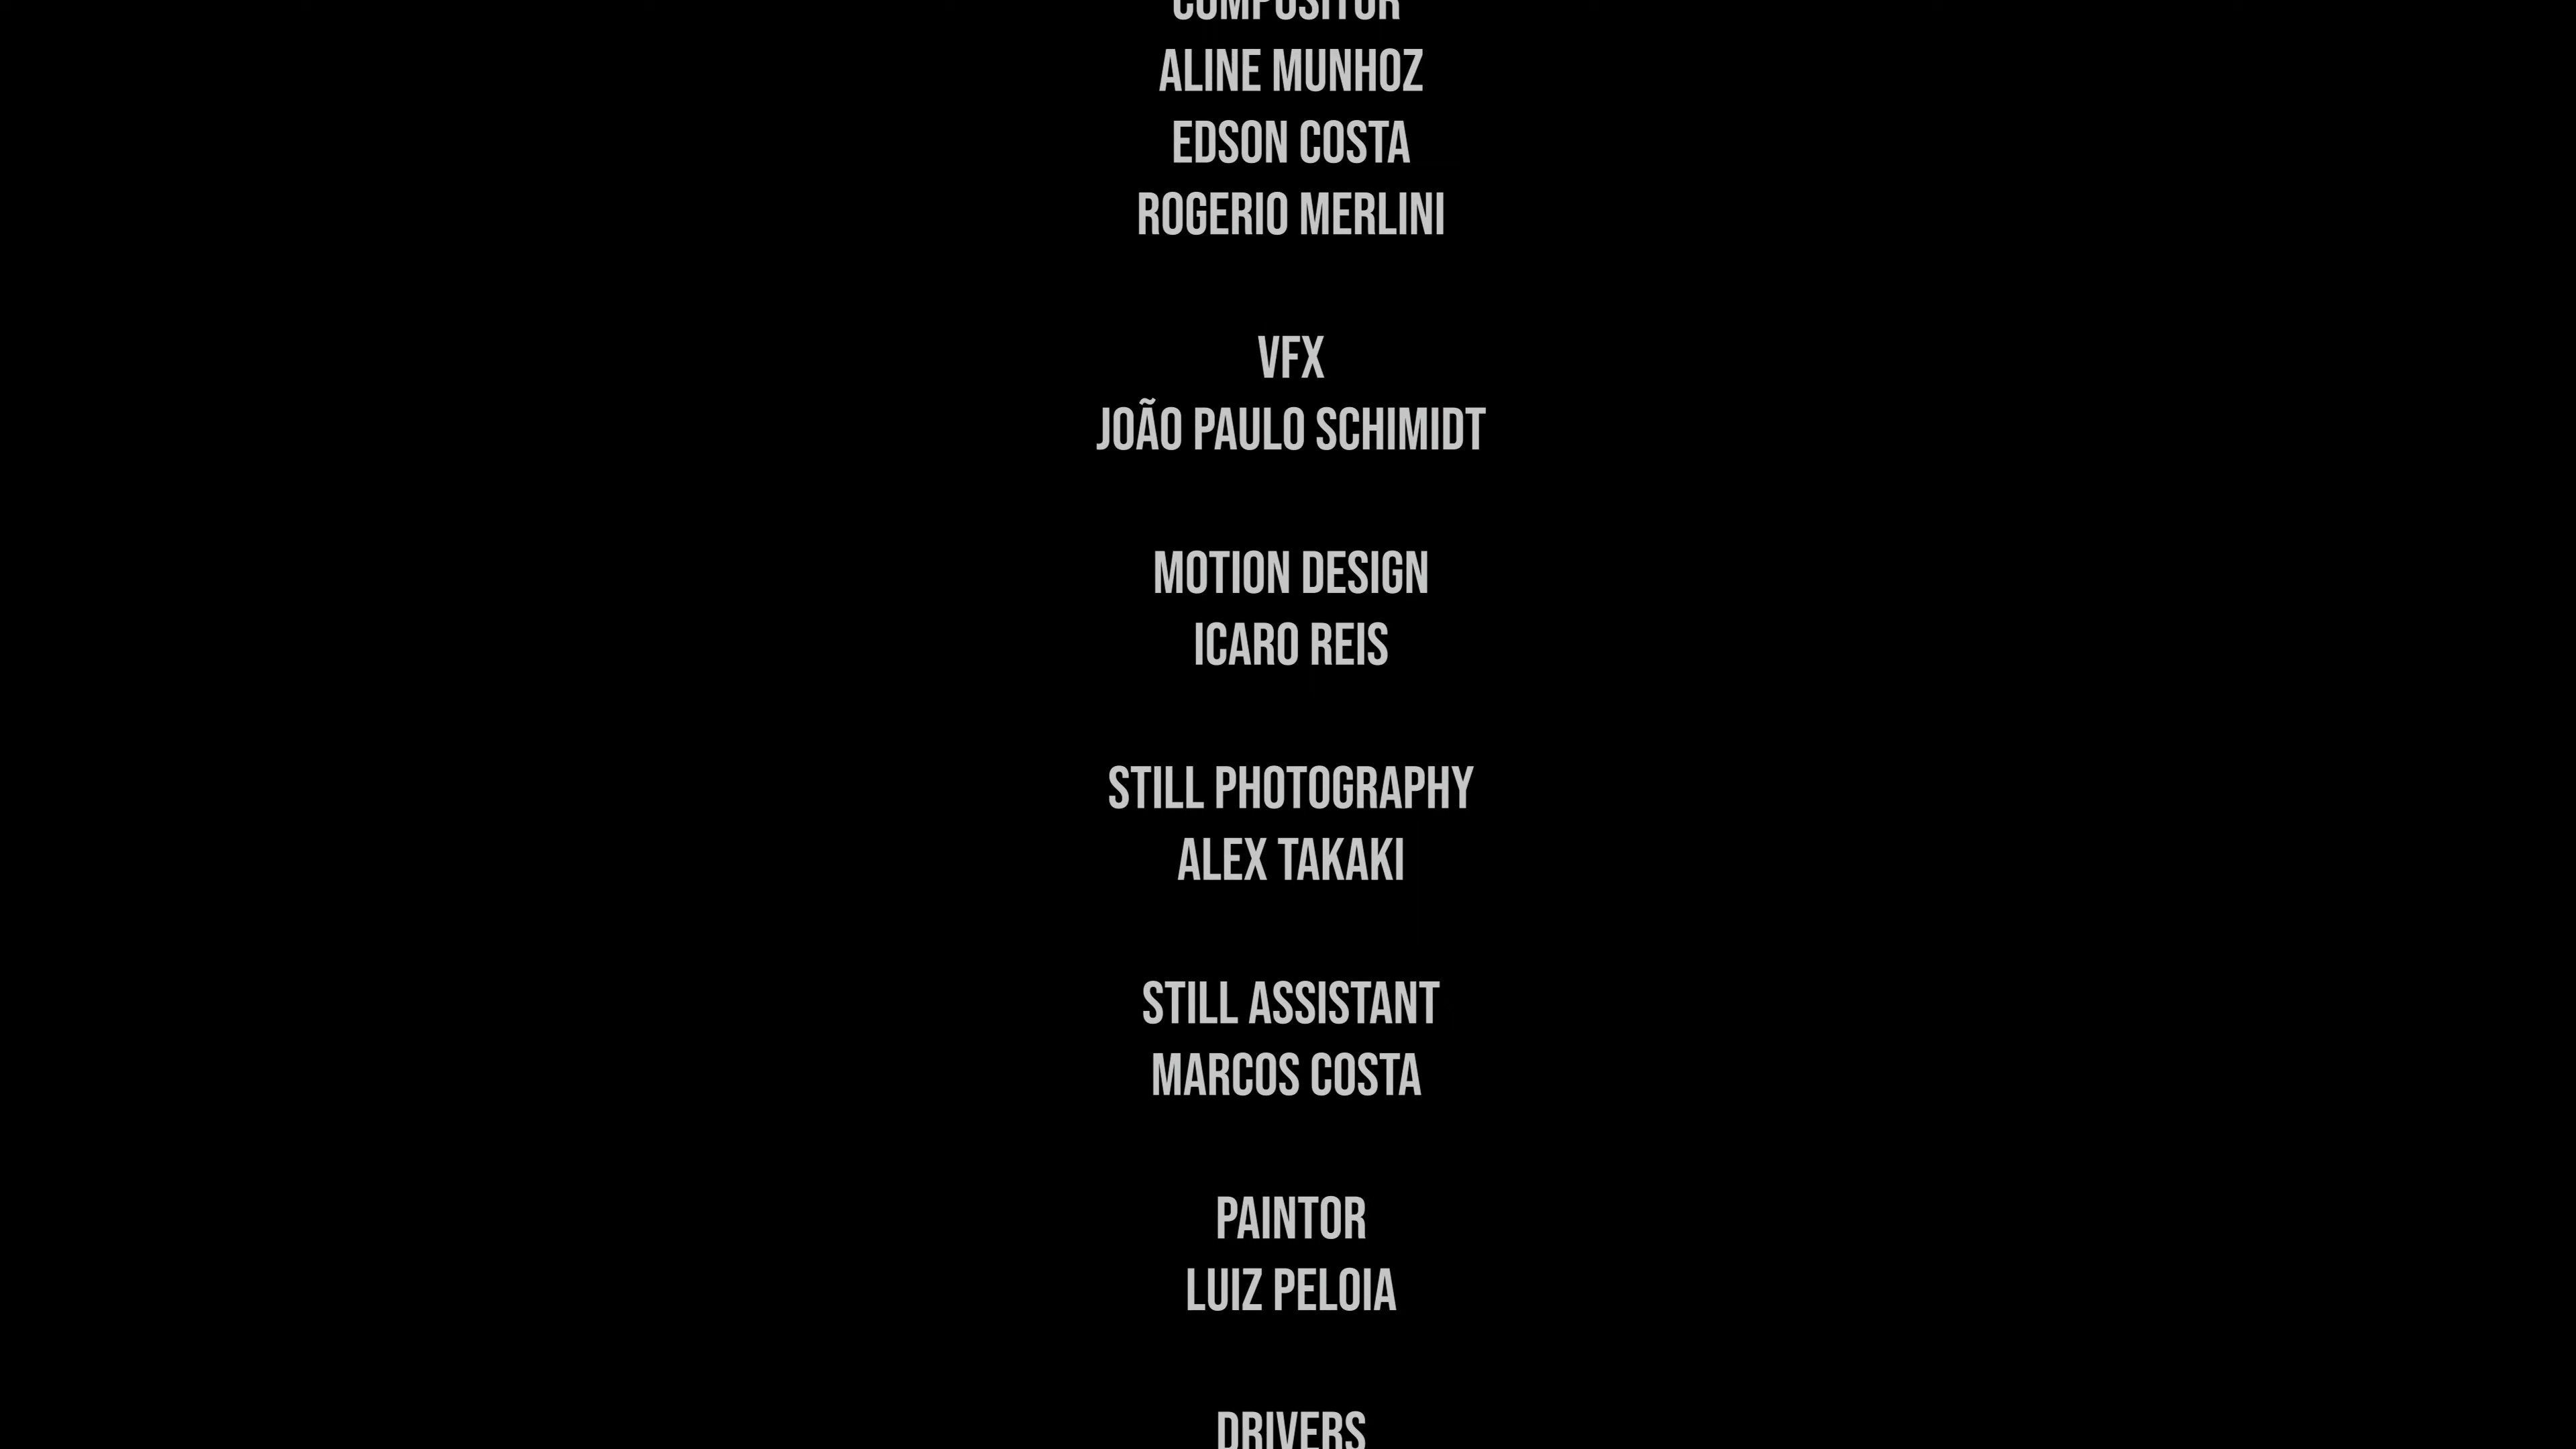 COMPOSITOR
ALINE MUNHOZ
EDSON COSTA
ROGERIO MERLINI
VFX
JOÃO PAULO SCHIMIDT
MOTION DESIGN
ICARO REIS
STILL PHOTOGRAPHY
ALEX TAKAKI
STILL ASSISTANT
MARCOS COSTA
PAINTOR
LUIZ PELOIA
DRIVERS